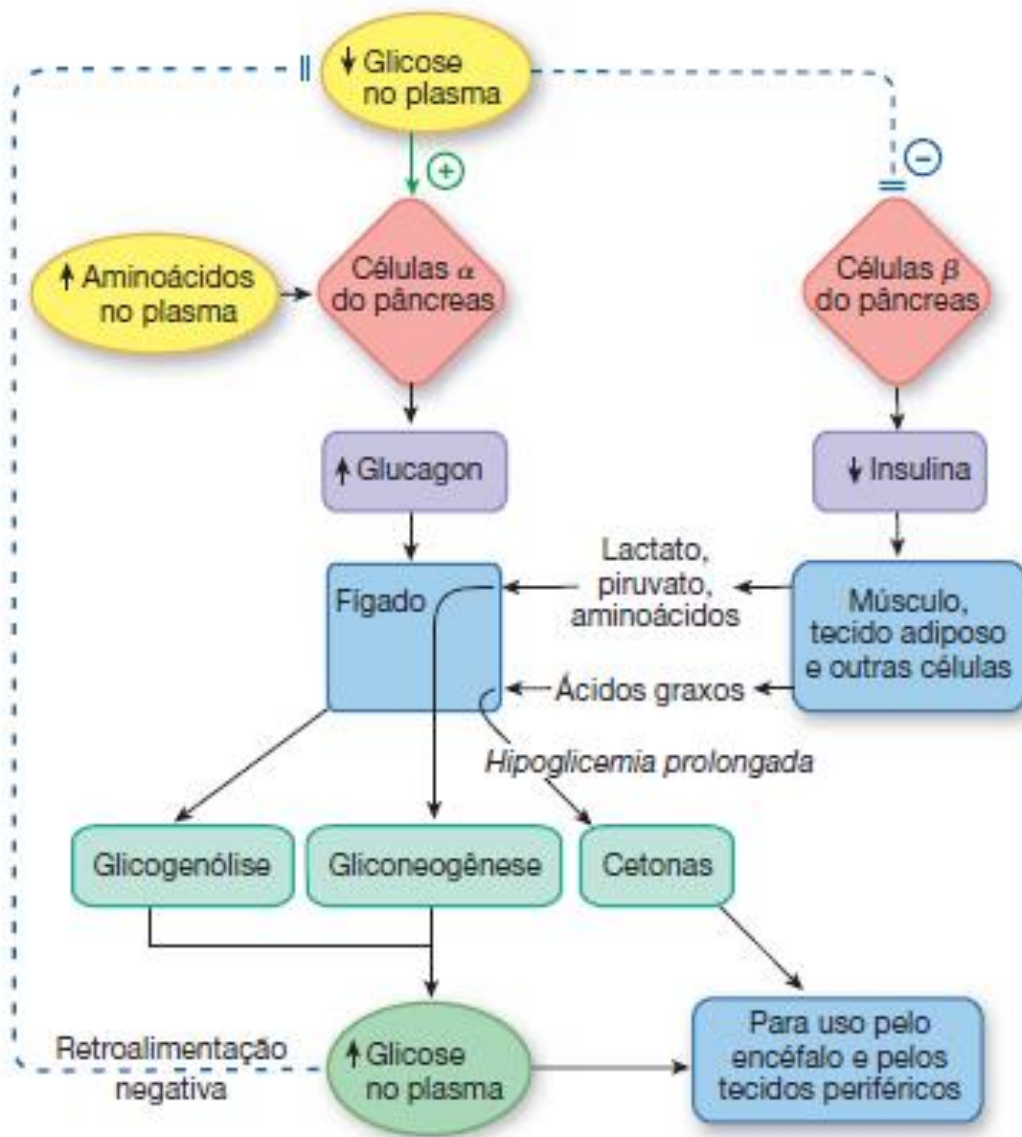 ↓ Glicose
no plasma
+
−
↑ Aminoácidos
no plasma
Células α
do pâncreas
Células β
do pâncreas
↑ Glucagon
↓ Insulina
Fígado
Lactato,
piruvato,
aminoácidos
Músculo,
tecido adiposo
e outras células
Ácidos graxos
Hipoglicemia prolongada
Glicogenólise
Gliconeogênese
Cetonas
Retroalimentação
negativa
↑ Glicose
no plasma
Para uso pelo
encéfalo e pelos
tecidos periféricos